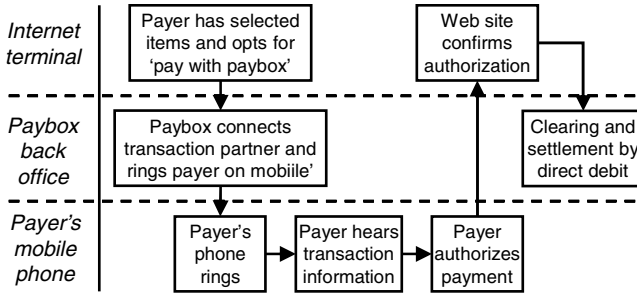 Internet
terminal
Payer has selected
items and opts for
‘pay with paybox’
Web site
confirms
authorization
Paybox
back
office
Paybox connects
transaction partner and
rings payer on mobiile’
Clearing and
settlement by
direct debit
Payer’s
mobile
phone
Payer’s
phone
rings
Payer hears
transaction
information
Payer
authorizes
payment